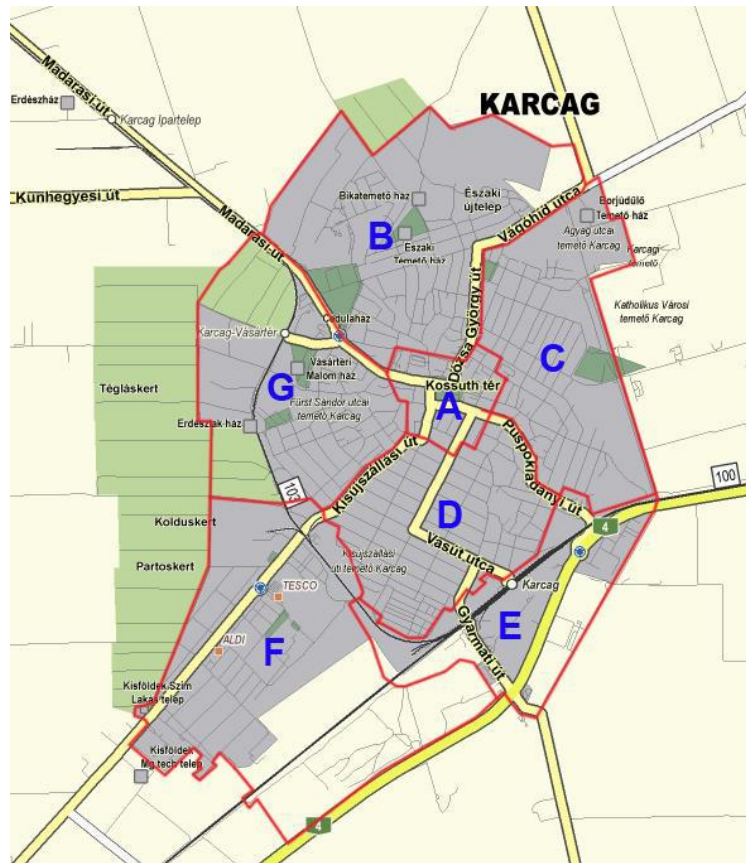 KARCAG
Madarasi út
Erdészház
Karcag Ipartelep
Kunhegyesi út
Madarasi út
Bikatemető ház
Északi
újtelep
B
Északi
Temető ház
Vágóhíd utca
Borjúdűlő
Temető ház
Agyag utcai
temető Karcag
Karcagi
temető
Katholikus Városi
temető Karcag
Cédulaház
Karcag-Vásártér
Dózsa György út
C
Vásártéri
Malom ház
Tégláskert
G
Fürst Sándor utcai
temető Karcag
Kossuth tér
A
Erdészlak-ház
Kisújszállási út
Püspökladányi út
103
100
4
Kolduskert
D
Partoskert
Kisújszállási
úti temető Karcag
Vasút utca
Karcag
TESCO
E
Gyarmati út
ALDI
F
Kisföldek Szim
Lakás telep
Kisföldek
Mg.tech telep
4